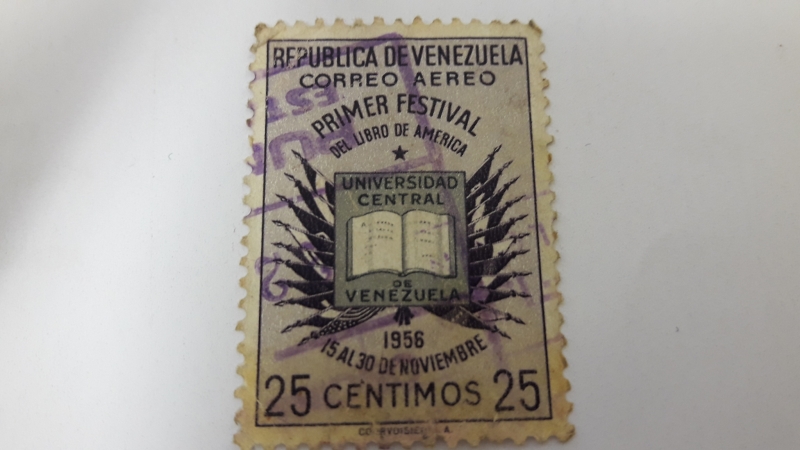 REPUBLICA DE VENEZUELA
CORREO AEREO
PRIMER FESTIVAL
DEL LIBRO DE AMERICA
UNIVERSIDAD
CENTRAL
DE
VENEZUELA
1956
15 AL 30 DE NOVIEMBRE
25 CENTIMOS 25